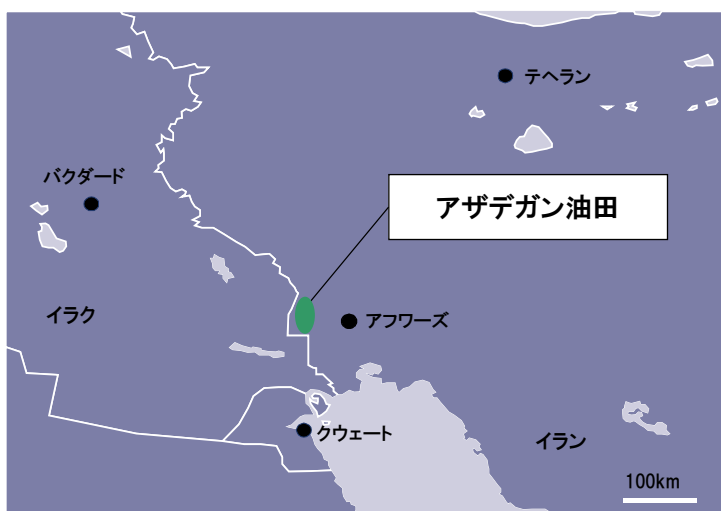 テヘラン
バクダード
アザデガン油田
イラク
アフワーズ
クウェート
イラン
100km